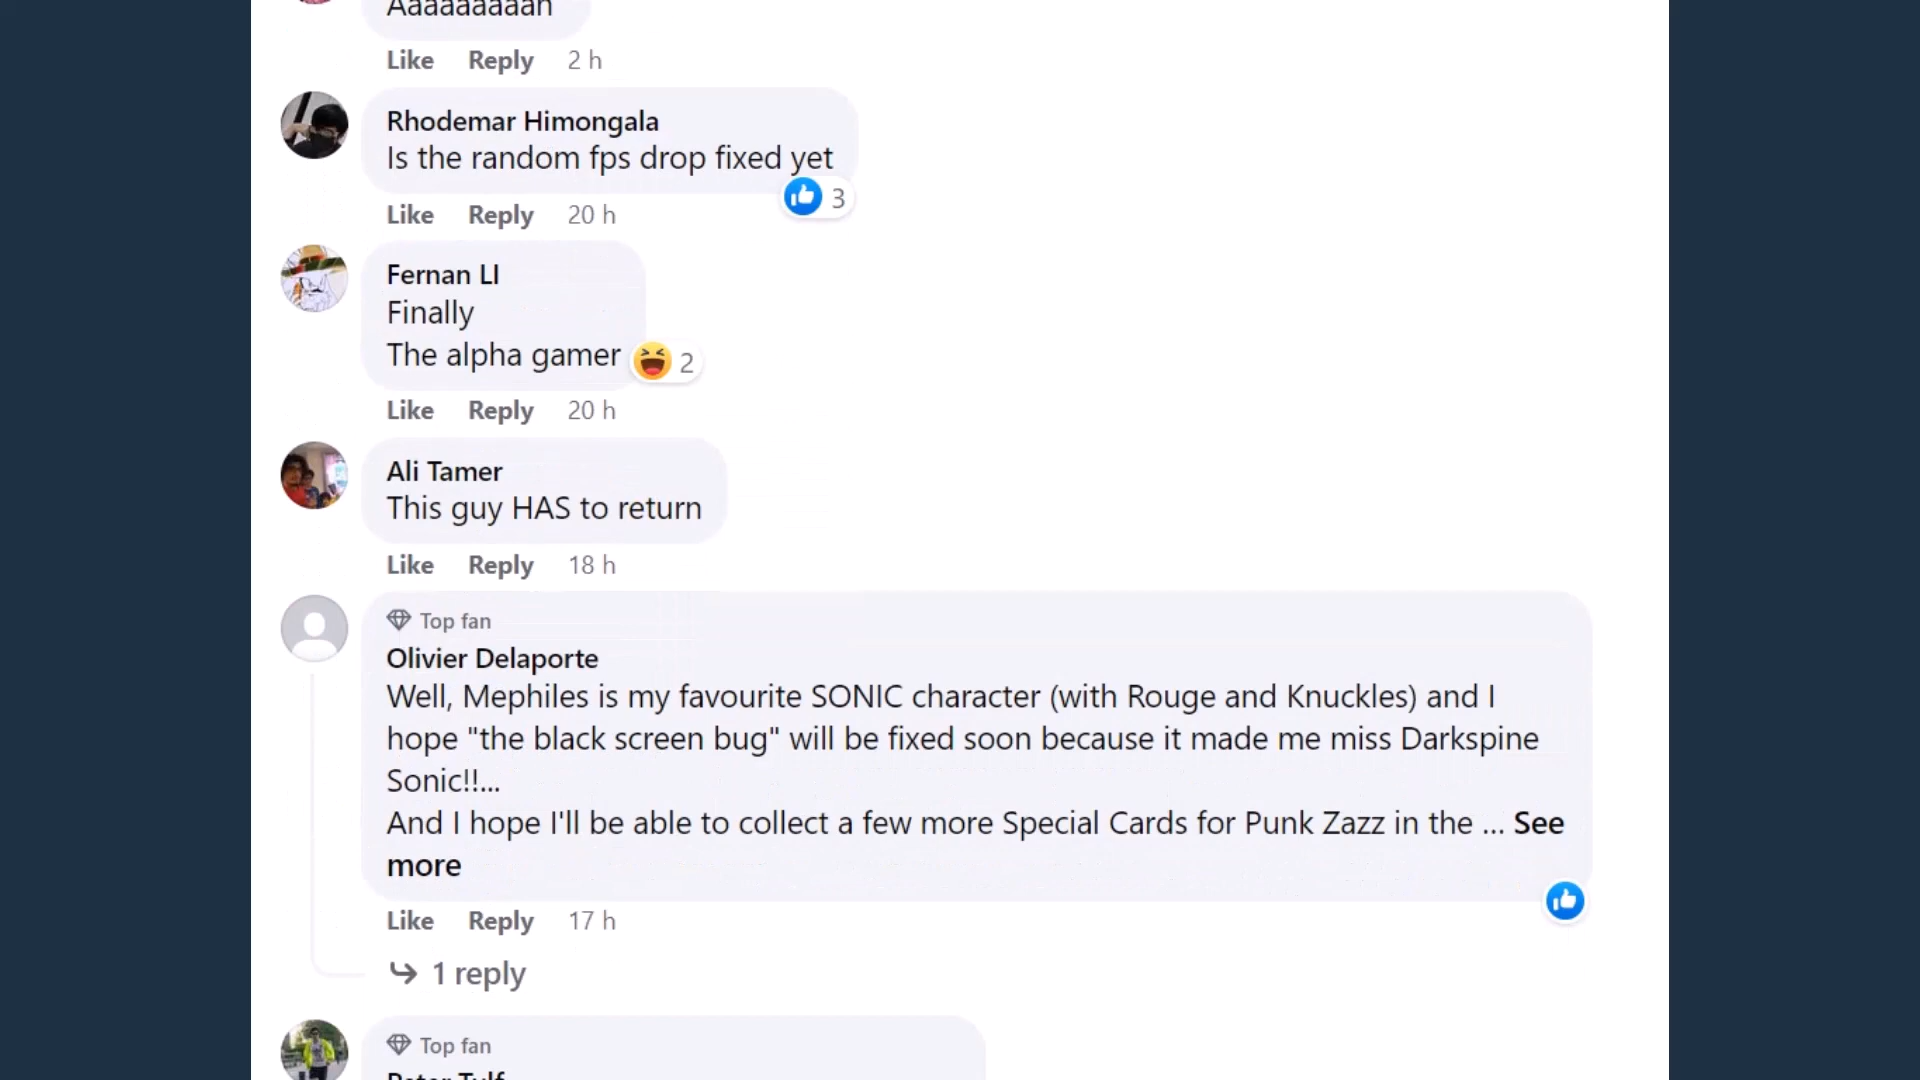 Aaaaaaaaah
Like Reply 2 h
Rhodemar Himongala
Is the random fps drop fixed yet
3
Like Reply 20 h
Fernan Ll
Finally
The alpha gamer 2
Like Reply 20 h
Ali Tamer
This guy HAS to return
Like Reply 18 h
Top fan
Olivier Delaporte
Well, Mephiles is my favourite SONIC character (with Rouge and Knuckles) and I
hope "the black screen bug" will be fixed soon because it made me miss Darkspine
Sonic!!...
And I hope I'll be able to collect a few more Special Cards for Punk Zazz in the ... See
more
Like Reply 17 h
1 reply
Top fan